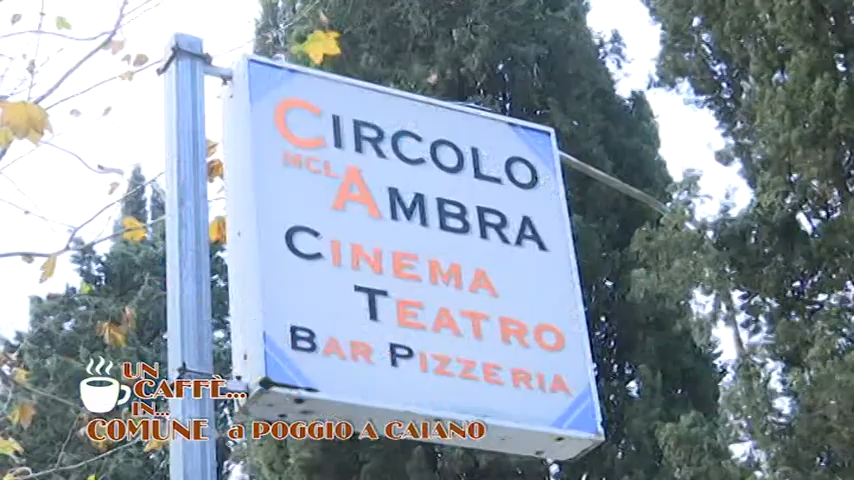 CIRCOLO
MCL
AMBRA
CINEMA
TEATRO
BAR PIZZERIA
UN
CAFFÈ...
IN...
COMUNE a POGGIO A CAIANO